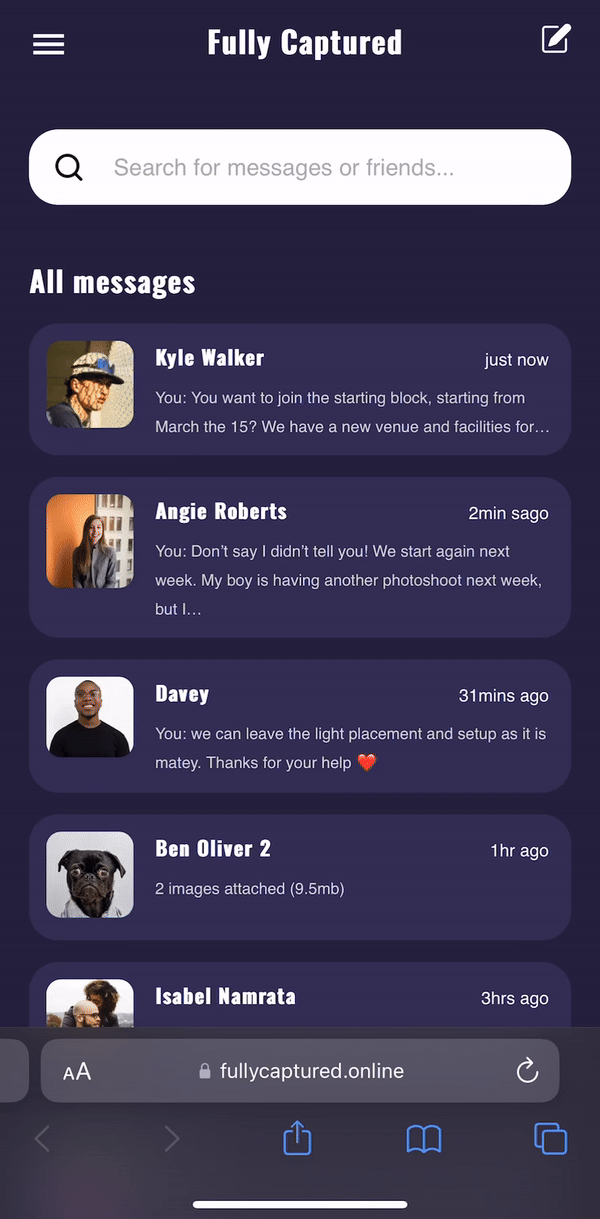 Fully Captured
Search for messages or friends...
All messages
Kyle Walker
just now
You: You want to join the starting block, starting from
March the 15? We have a new venue and facilities for…
Angie Roberts
2min sago
You: Don’t say I didn’t tell you! We start again next
week. My boy is having another photoshoot next week,
but I…
Davey
31mins ago
You: we can leave the light placement and setup as it is
matey. Thanks for your help ❤️
Ben Oliver 2
1hr ago
2 images attached (9.5mb)
Isabel Namrata
3hrs ago
AA
fullycaptured.online